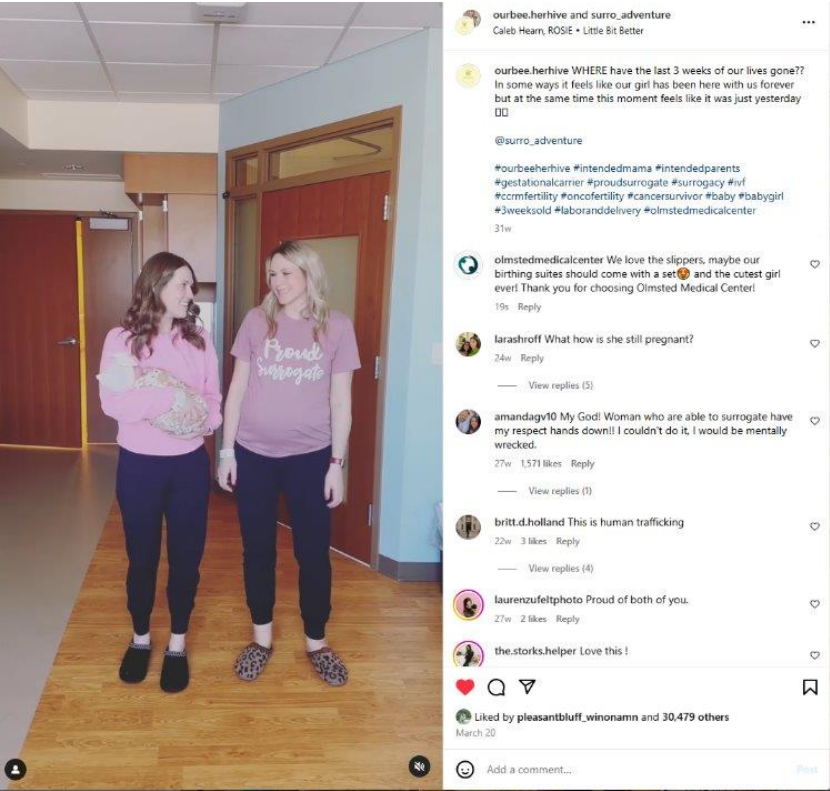 ourbee.herhive and surro_adventure
Caleb Hearn, ROSIE • Little Bit Better
ourbee.herhive WHERE have the last 3 weeks of our lives gone??
In some ways it feels like our girl has been here with us forever
but at the same time this moment feels like it was just yesterday
@surro_adventure
#ourbeeherhive #intendedmama #intendedparents
#gestationalcarrier #proudsurrogate #surrogacy #ivf
#ccrmfertility #oncofertility #cancersurvivor #baby #babygirl
#3weeksold #laboranddelivery #olmstedmedicalcenter
31w
olmstedmedicalcenter We love the slippers, maybe our
birthing suites should come with a set🥰 and the cutest girl
ever! Thank you for choosing Olmsted Medical Center!
19s Reply
larashroff What how is she still pregnant?
24w Reply
View replies (5)
amandagv10 My God! Woman who are able to surrogate have
my respect hands down!! I couldn't do it, I would be mentally
wrecked.
27w 1,571 likes Reply
View replies (1)
britt.d.holland This is human trafficking
22w 3 likes Reply
View replies (4)
laurenzufeltphoto Proud of both of you.
27w 2 likes Reply
the.storks.helper Love this !
Liked by pleasantbluff_winonamn and 30,479 others
March 20
Add a comment...
Post
Proud
Surrogate